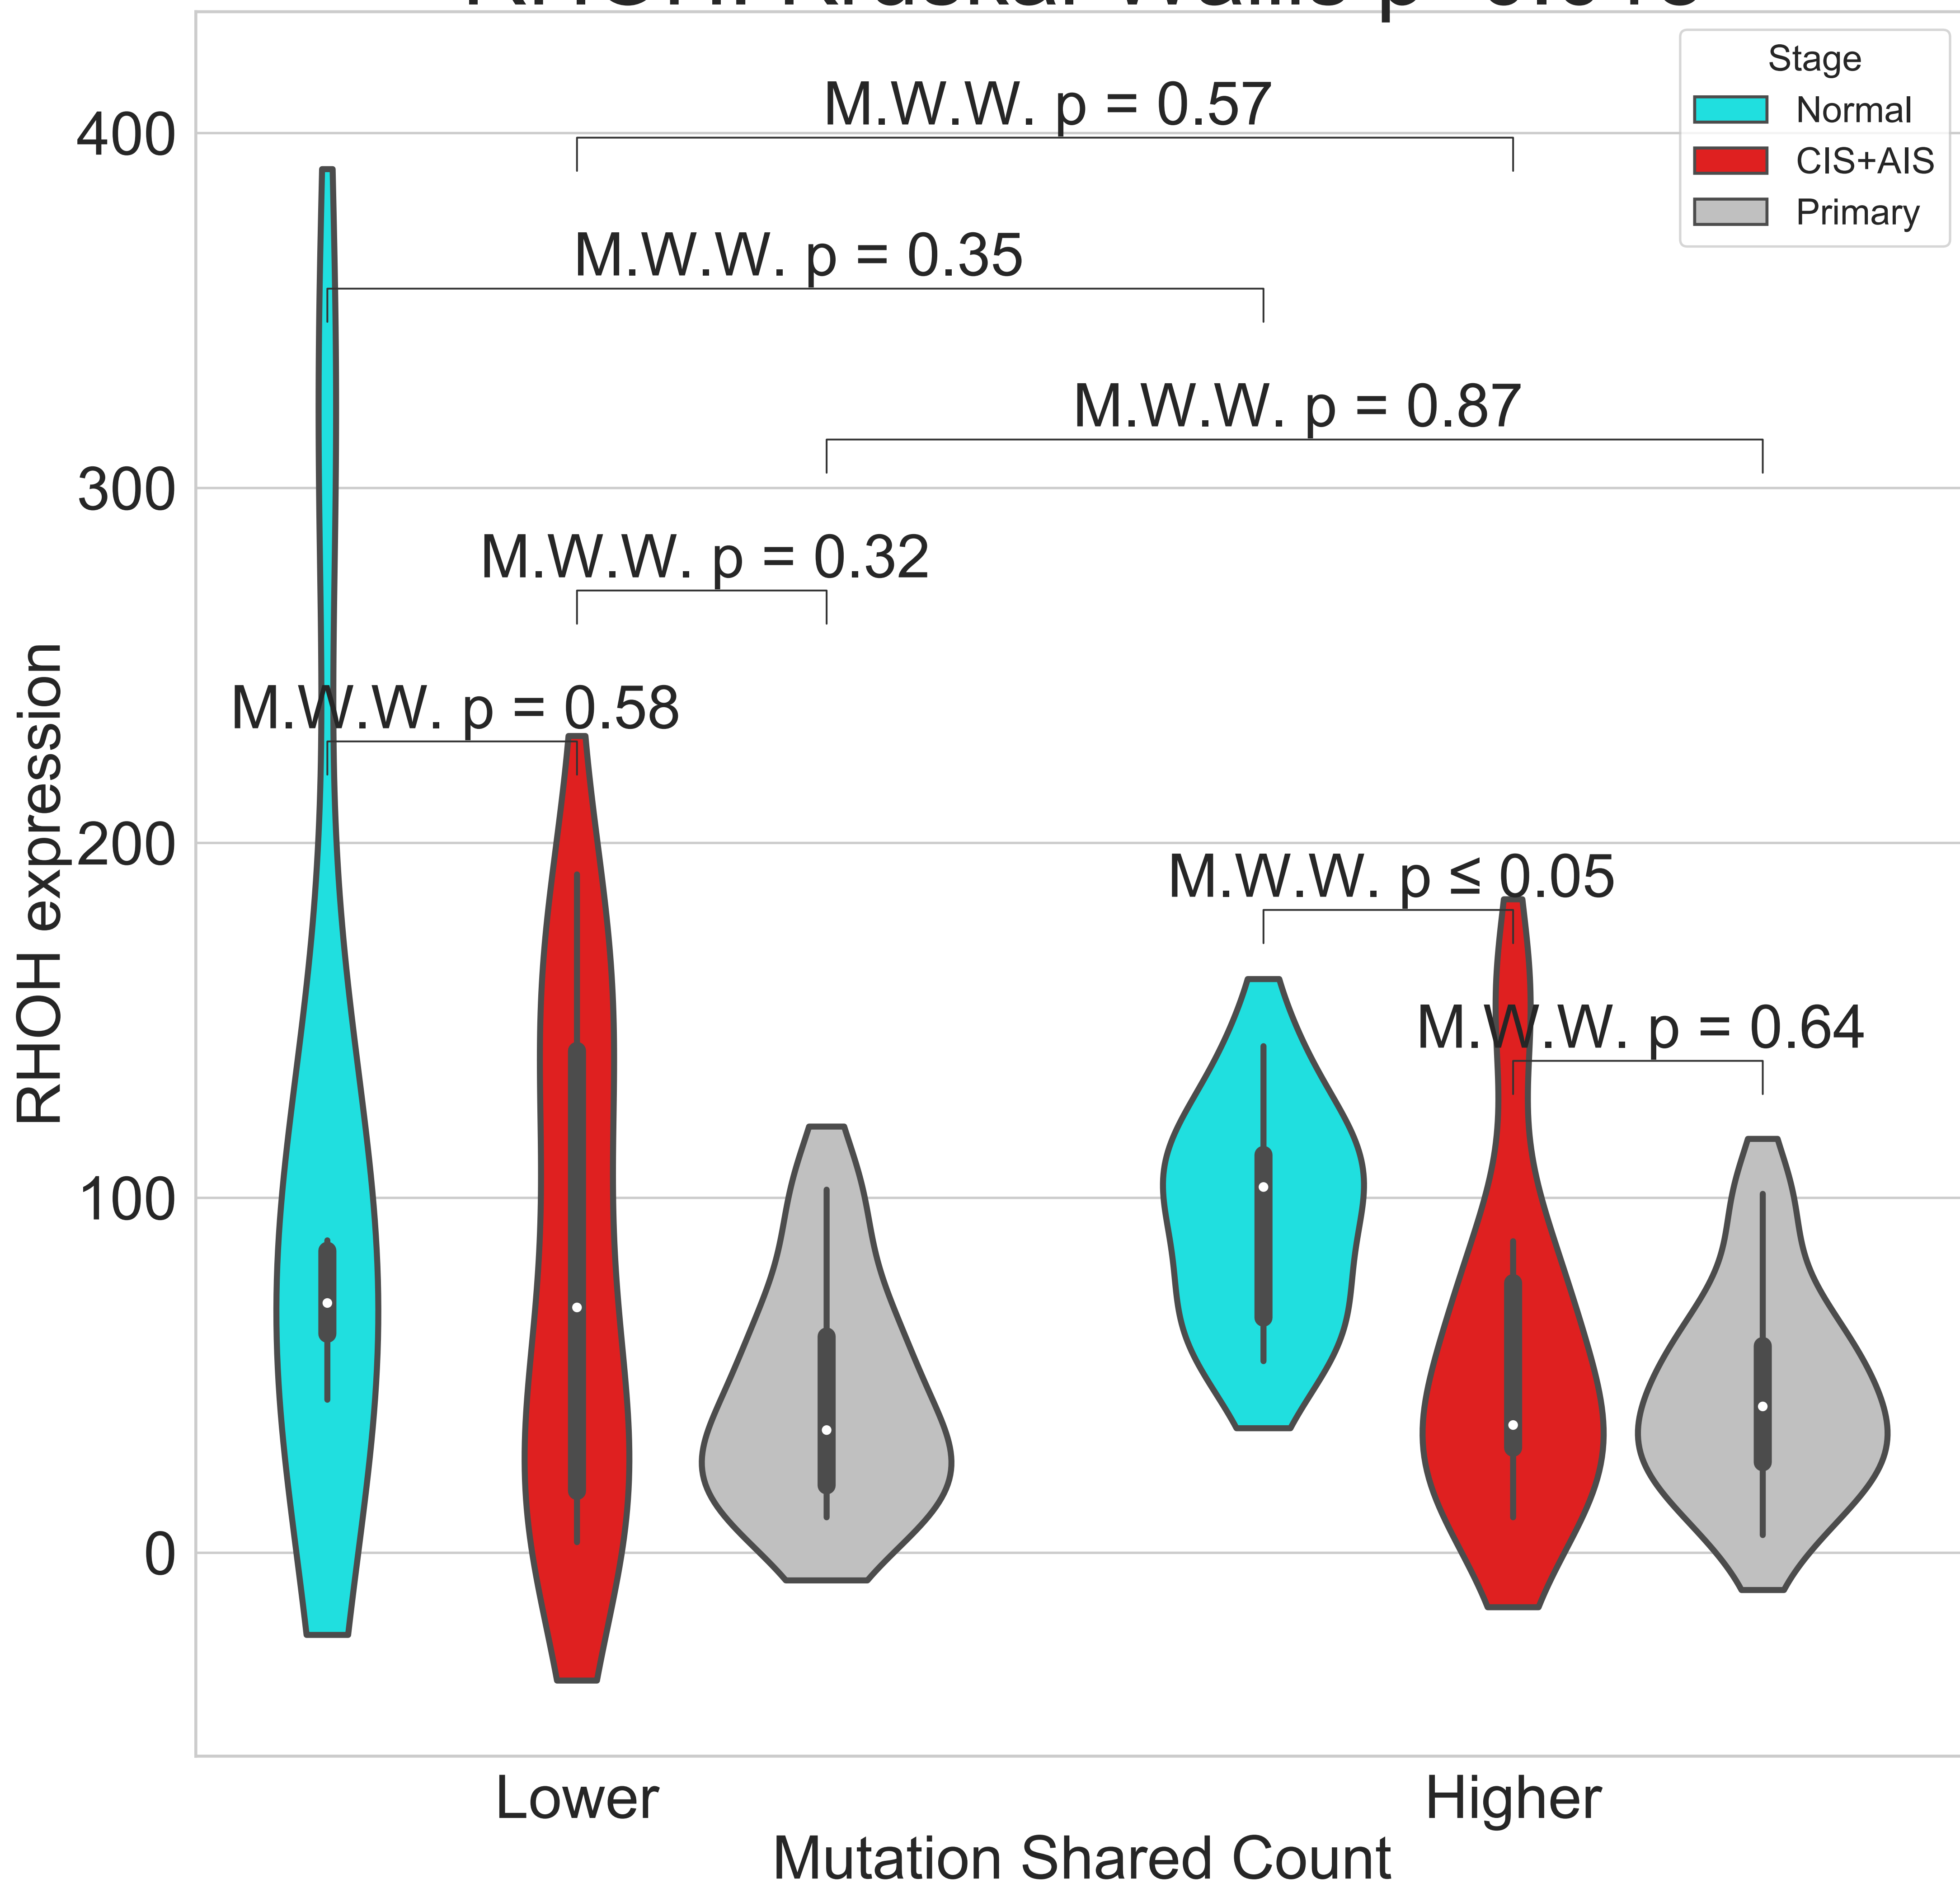 Stage
Normal
CIS+AIS
Primary
M.W.W. p = 0.57
M.W.W. p = 0.35
M.W.W. p = 0.87
M.W.W. p = 0.32
M.W.W. p = 0.58
M.W.W. p ≤ 0.05
M.W.W. p = 0.64
400
300
200
100
0
RHOH expression
Lower
Higher
Mutation Shared Count